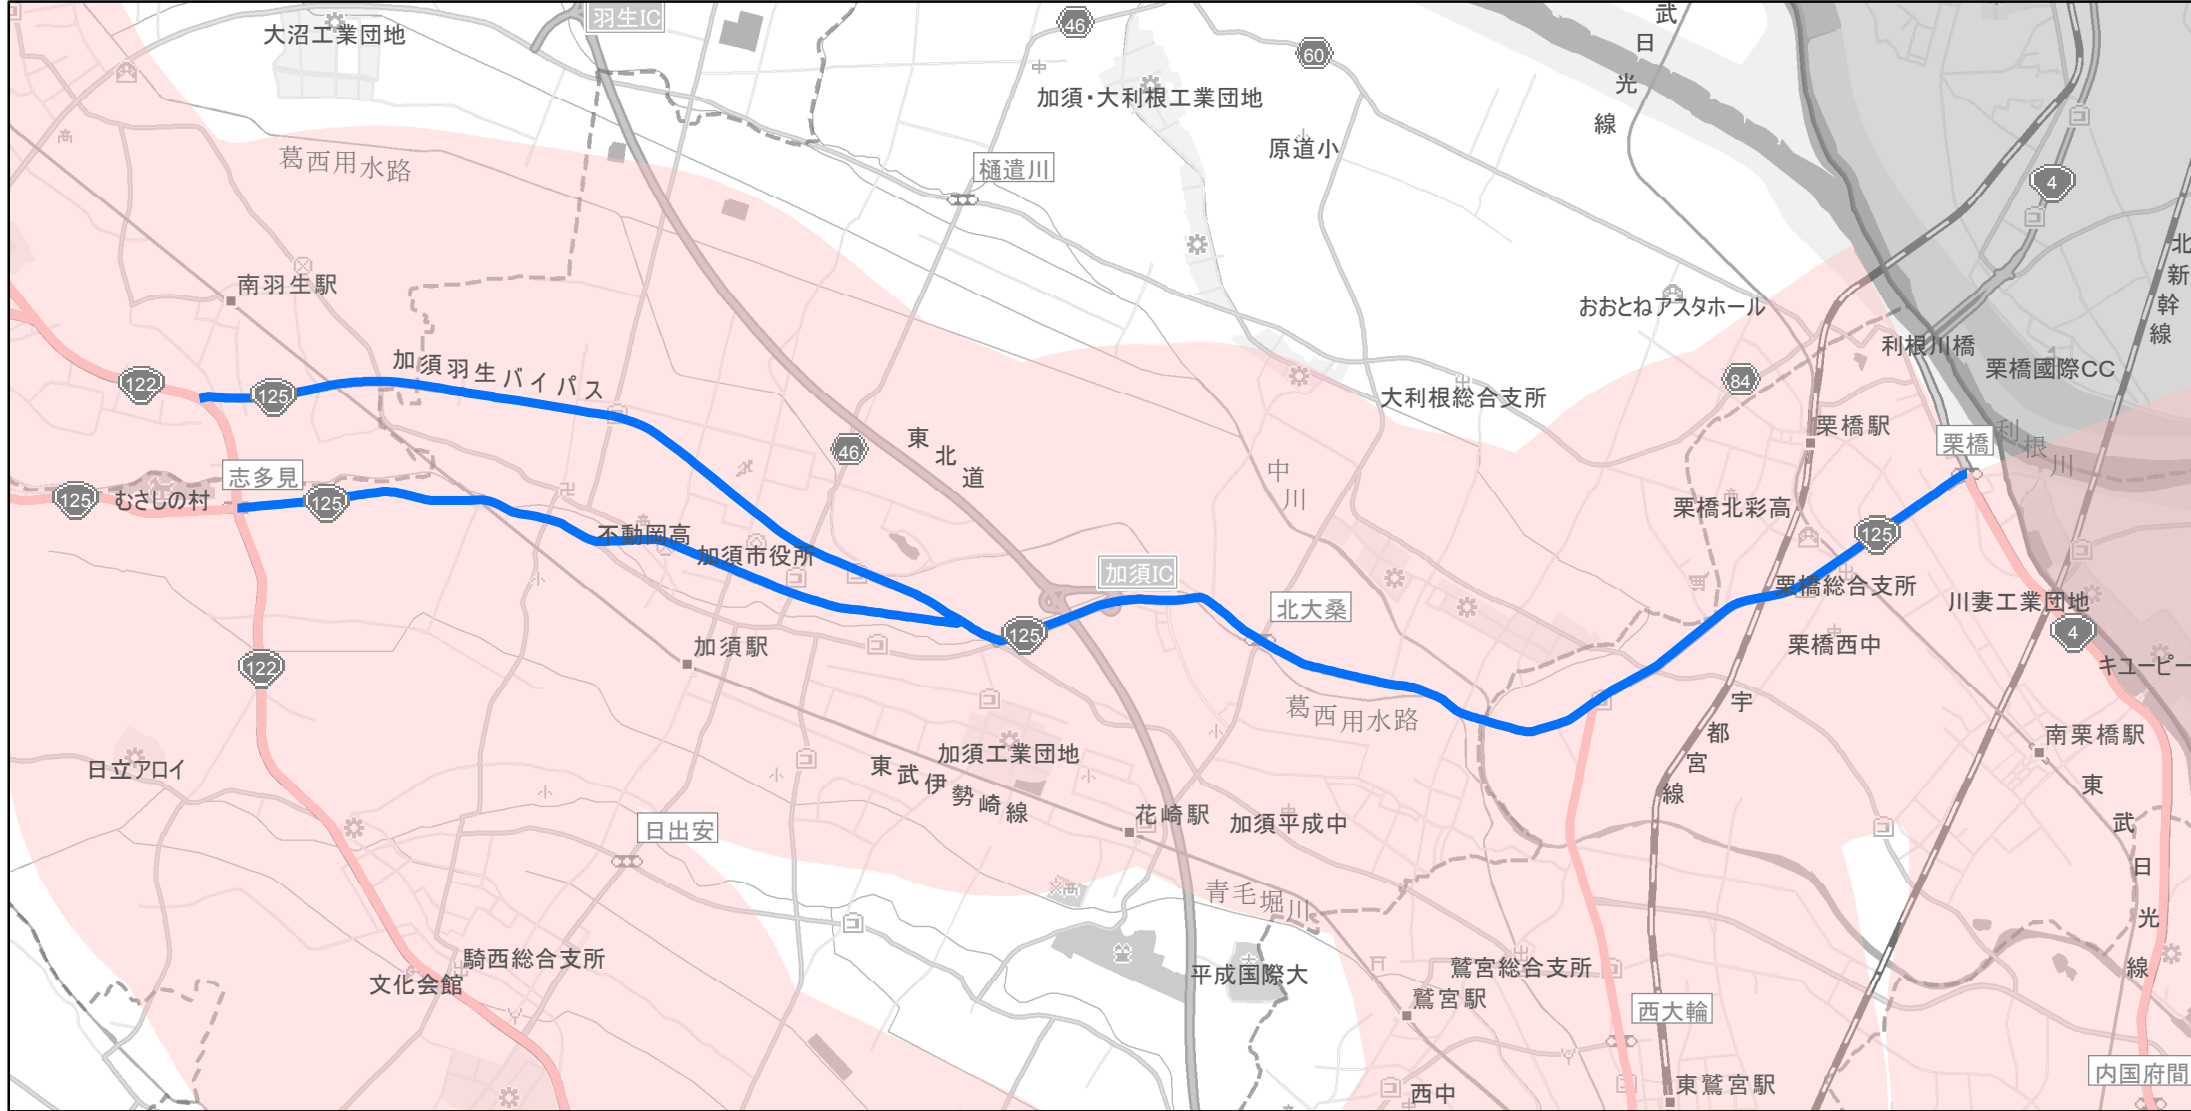 羽生IC
大沼工業団地
46
60
武日光線
加須・大利根工業団地
原道小
葛西用水路
樋遣川
4
北新幹線
南羽生駅
おおとねアスタホール
利根川橋
栗橋國際CC
加須羽生バイパス
122
125
84
大利根総合支所
栗橋駅
栗橋
利根川
46
東北道
中川
志多見
125
むさしの村
125
不動岡高
加須市役所
栗橋北彩高
125
加須IC
北大桑
栗橋総合支所
川妻工業団地
4
125
加須駅
122
栗橋西中
キユーピー
葛西用水路
宇都宮線
南栗橋駅
日立アロイ
加須工業団地
東武伊勢崎線
花崎駅
加須平成中
日出安
東武日光線
青毛堀川
騎西総合支所
文化会館
平成国際大
鷲宮総合支所
鷲宮駅
西大輪
西中
東鷲宮駅
内国府間